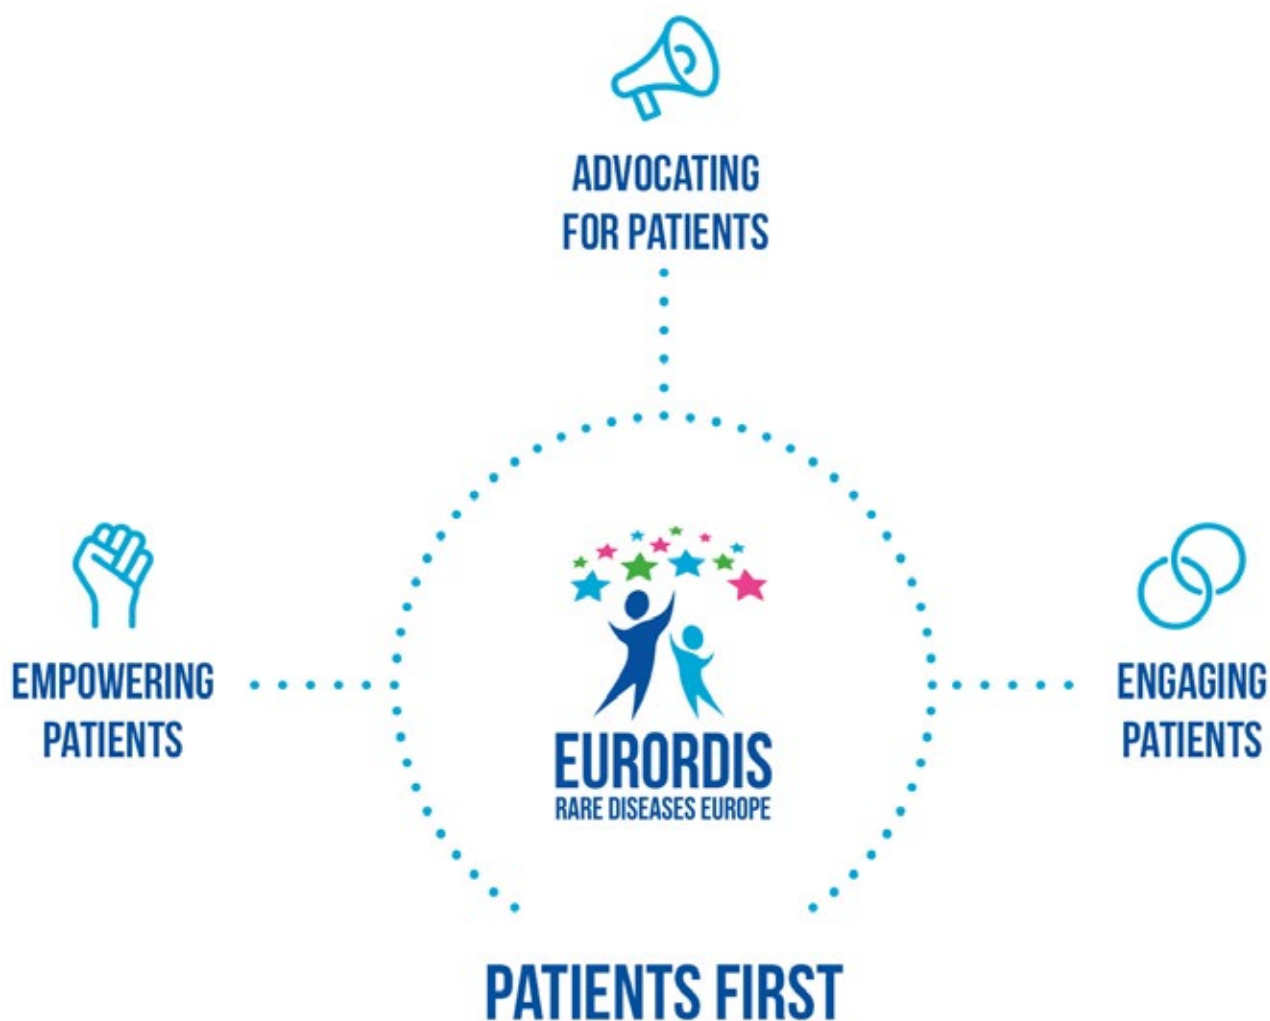 ADVOCATING
FOR PATIENTS
EMPOWERING
PATIENTS
EURORDIS
RARE DISEASES EUROPE
ENGAGING
PATIENTS
PATIENTS FIRST